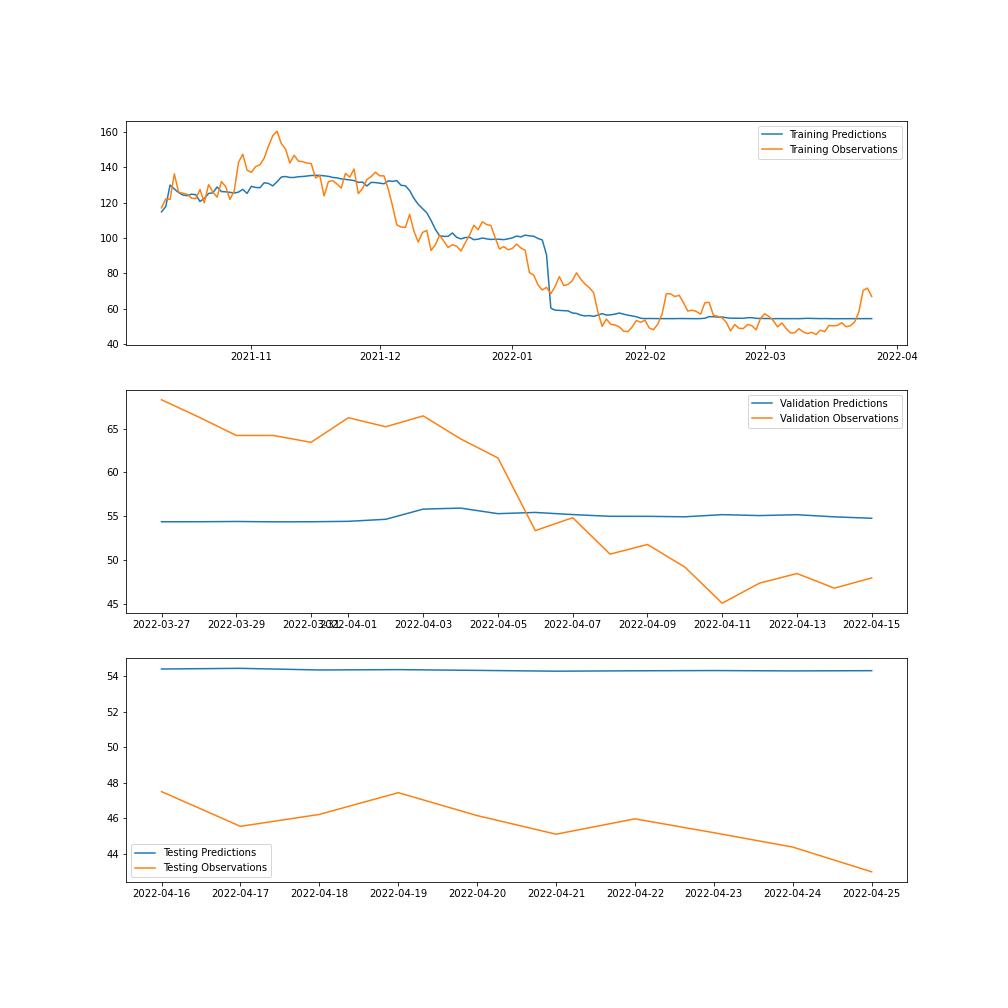 160
140
120
100
80
60
40
Training Predictions
Training Observations
2021-11 2021-12 2022-01 2022-02 2022-03 2022-04
65
60
55
50
45
Validation Predictions
Validation Observations
2022-03-27 2022-03-29 2022-03-31 2022-04-01 2022-04-03 2022-04-05 2022-04-07 2022-04-09 2022-04-11 2022-04-13 2022-04-15
54
52
50
48
46
44
Testing Predictions
Testing Observations
2022-04-16 2022-04-17 2022-04-18 2022-04-19 2022-04-20 2022-04-21 2022-04-22 2022-04-23 2022-04-24 2022-04-25